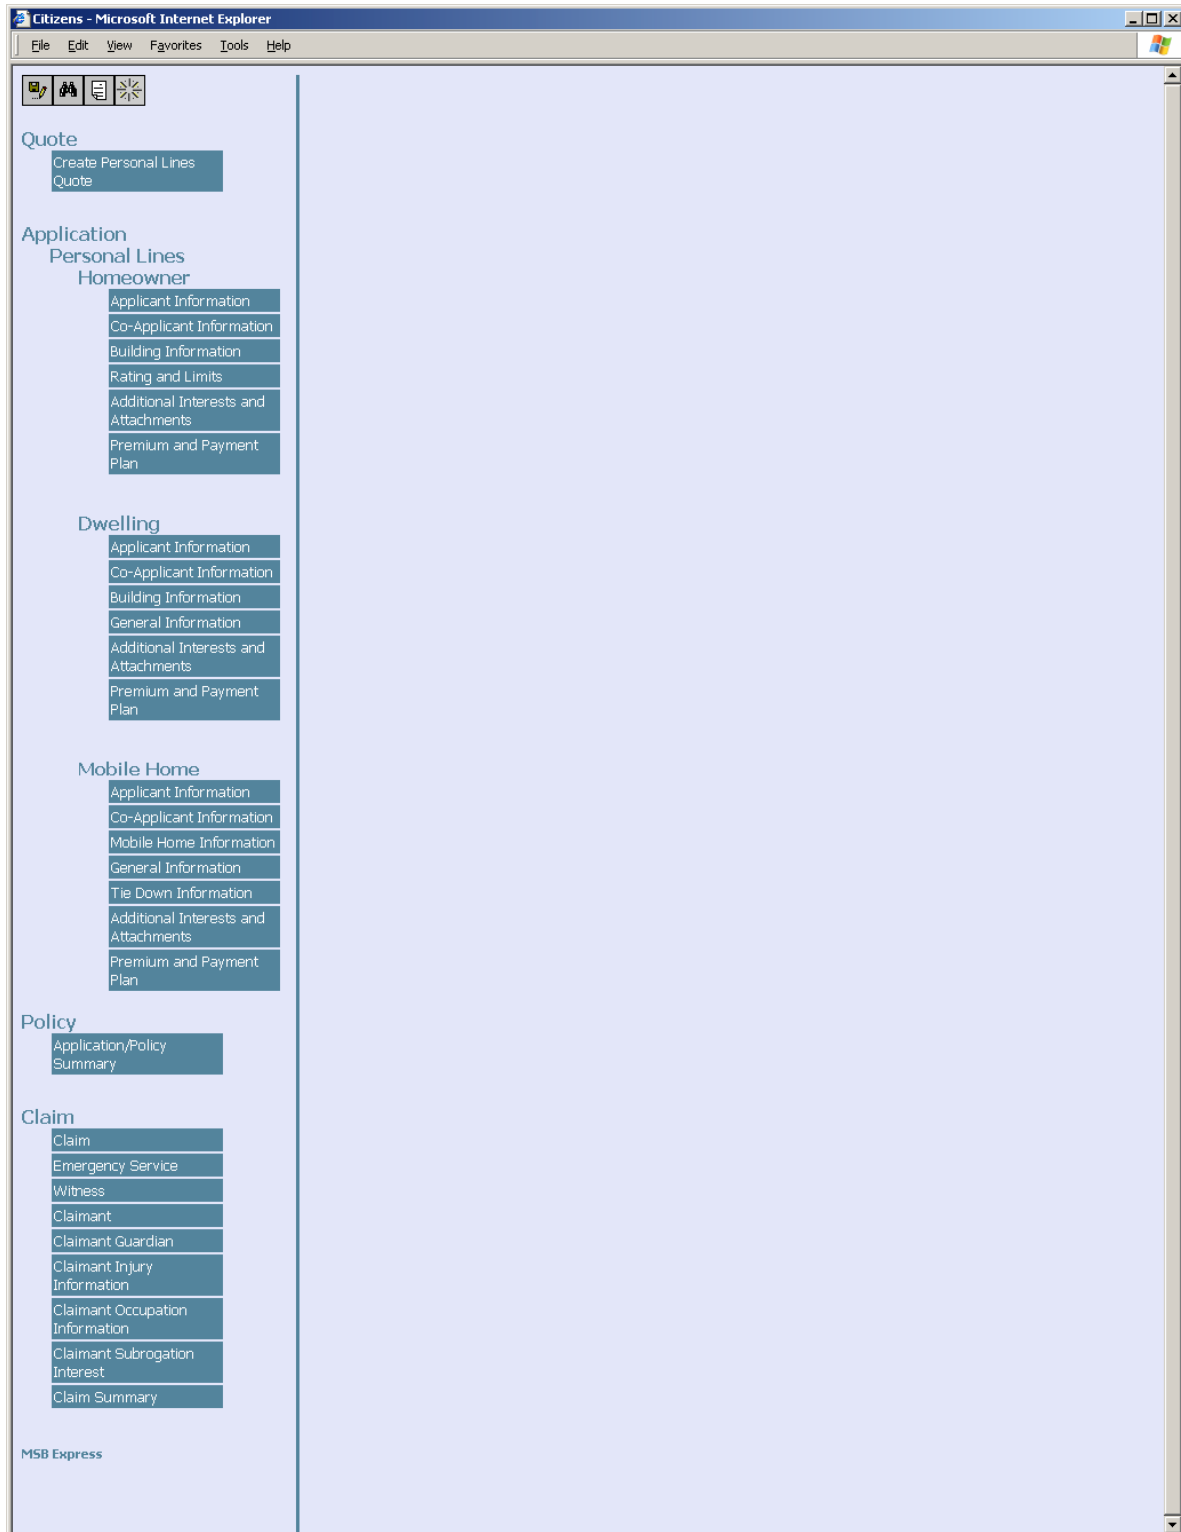 Citizens - Microsoft Internet Explorer
File Edit View Favorites Tools Help
Quote
Create Personal Lines
Quote
Application
Personal Lines
Homeowner
Applicant Information
Co-Applicant Information
Building Information
Rating and Limits
Additional Interests and
Attachments
Premium and Payment
Plan
Dwelling
Applicant Information
Co-Applicant Information
Building Information
General Information
Additional Interests and
Attachments
Premium and Payment
Plan
Mobile Home
Applicant Information
Co-Applicant Information
Mobile Home Information
General Information
Tie Down Information
Additional Interests and
Attachments
Premium and Payment
Plan
Policy
Application/Policy
Summary
Claim
Claim
Emergency Service
Witness
Claimant
Claimant Guardian
Claimant Injury
Information
Claimant Occupation
Information
Claimant Subrogation
Interest
Claim Summary
MSB Express